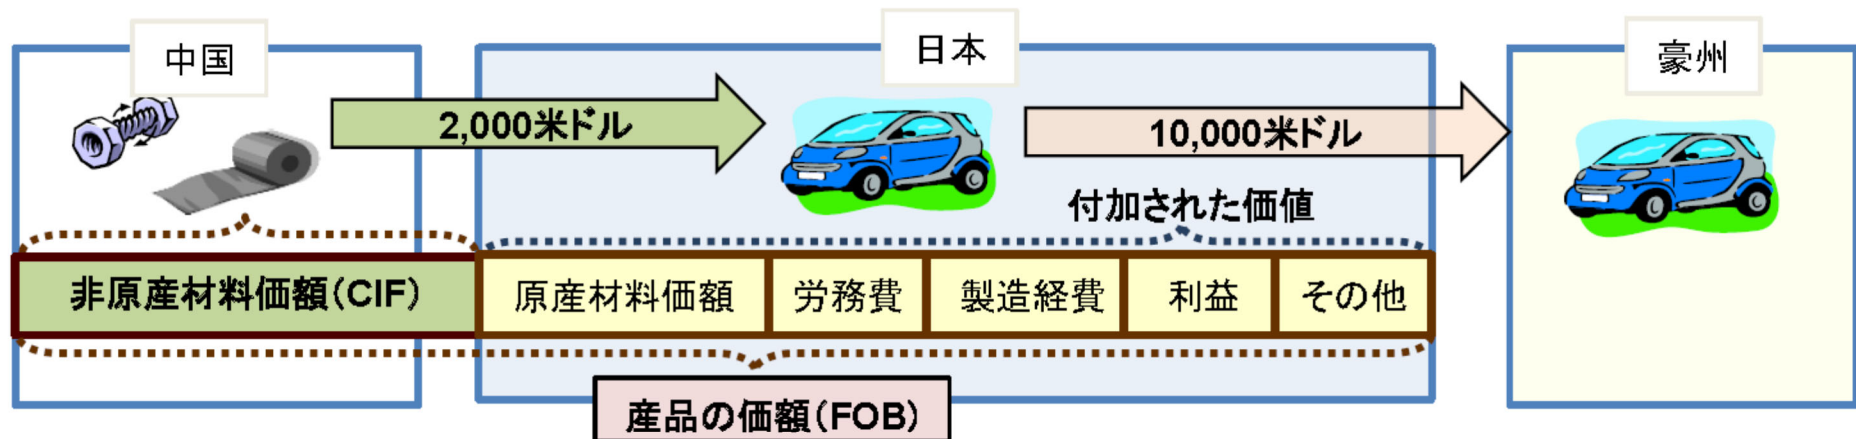 中国
日本
豪州
2,000米ドル
10,000米ドル
付加された価値
非原産材料価額(CIF)
原産材料価額
労務費
製造経費
利益
その他
産品の価額(FOB)